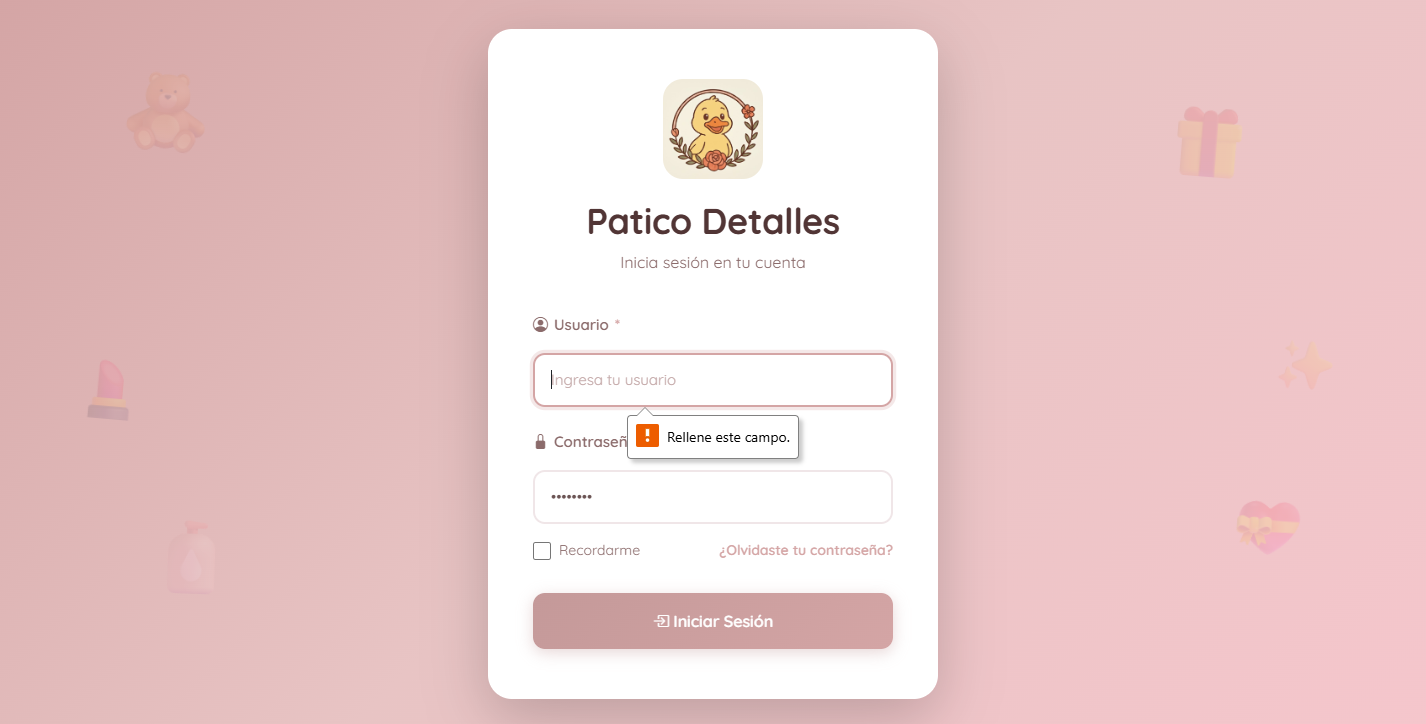 Patico Detalles
Inicia sesión en tu cuenta
Usuario *
Ingresa tu usuario
Rellene este campo.
Contraseñ
••••••••
Recordarme
¿Olvidaste tu contraseña?
Iniciar Sesión